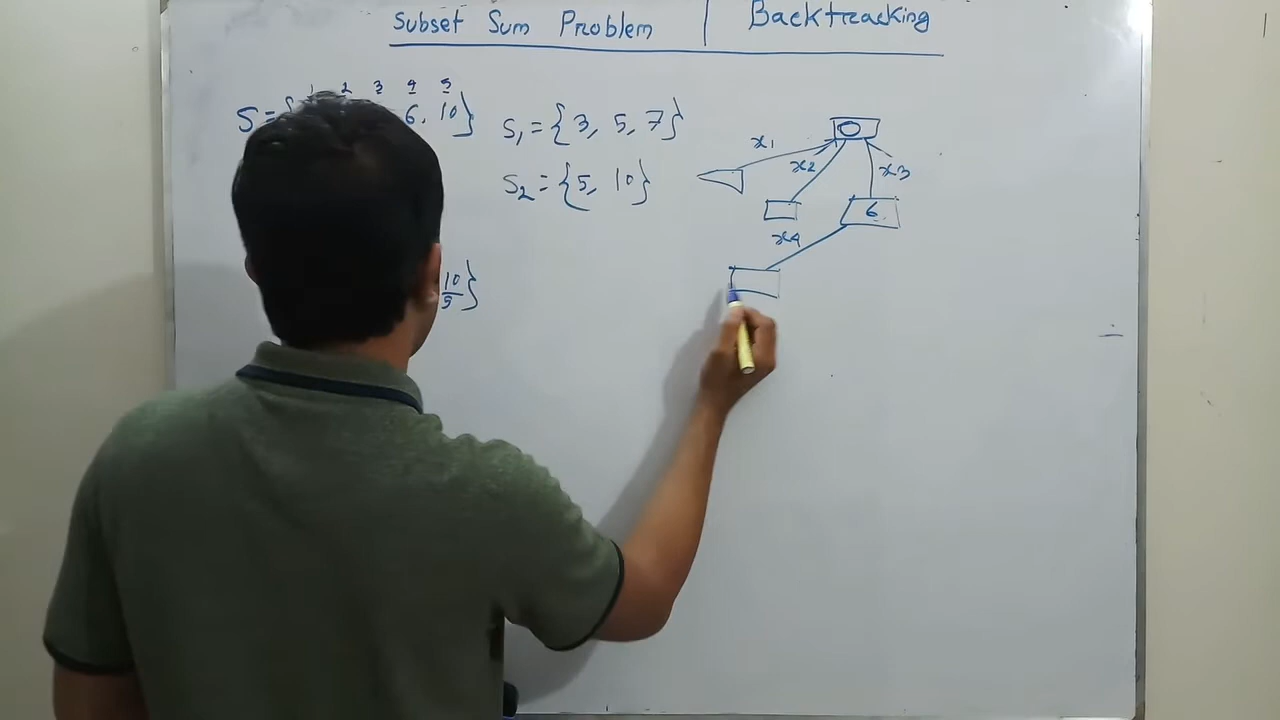 Subset Sum Problem | Backtracking
1 2 3 4 5
S={ 6, 10}
S1={3, 5, 7}
S2={5, 10}
10
5 }
0
x1 x2 x3
6
x4